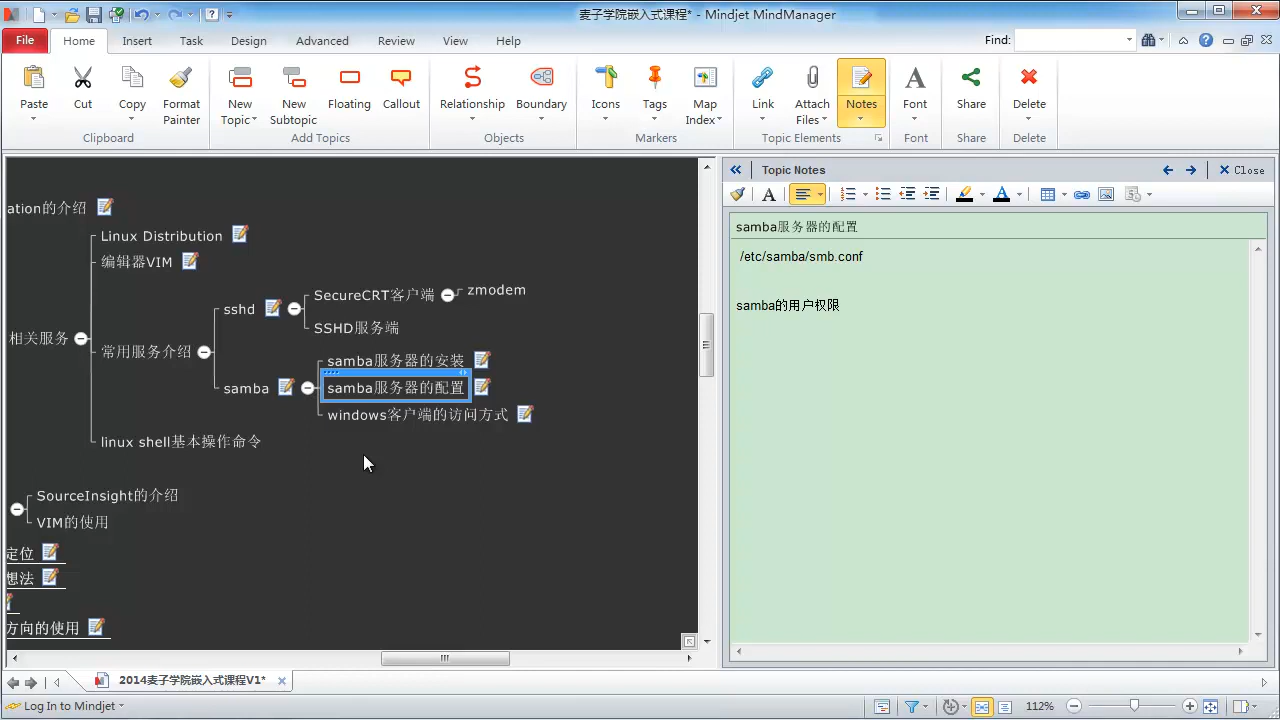 麦子学院嵌入式课程* - Mindjet MindManager
File
Home
Insert
Task
Design
Advanced
Review
View
Help
Find:
Paste
Cut
Copy
Format Painter
New Topic
New Subtopic
Floating
Callout
Relationship
Boundary
Icons
Tags
Map Index
Link
Attach Files
Notes
Font
Share
Delete
Clipboard
Add Topics
Objects
Markers
Topic Elements
Font
Share
Delete
ation的介绍
Linux Distribution
编辑器VIM
sshd
SecureCRT客户端
zmodem
SSHD服务端
相关服务
常用服务介绍
samba
samba服务器的安装
samba服务器的配置
windows客户端的访问方式
linux shell基本操作命令
SourceInsight的介绍
VIM的使用
定位
想法
方向的使用
Topic Notes
Close
samba服务器的配置
/etc/samba/smb.conf
samba的用户权限
2014麦子学院嵌入式课程V1*
Log In to Mindjet
112%